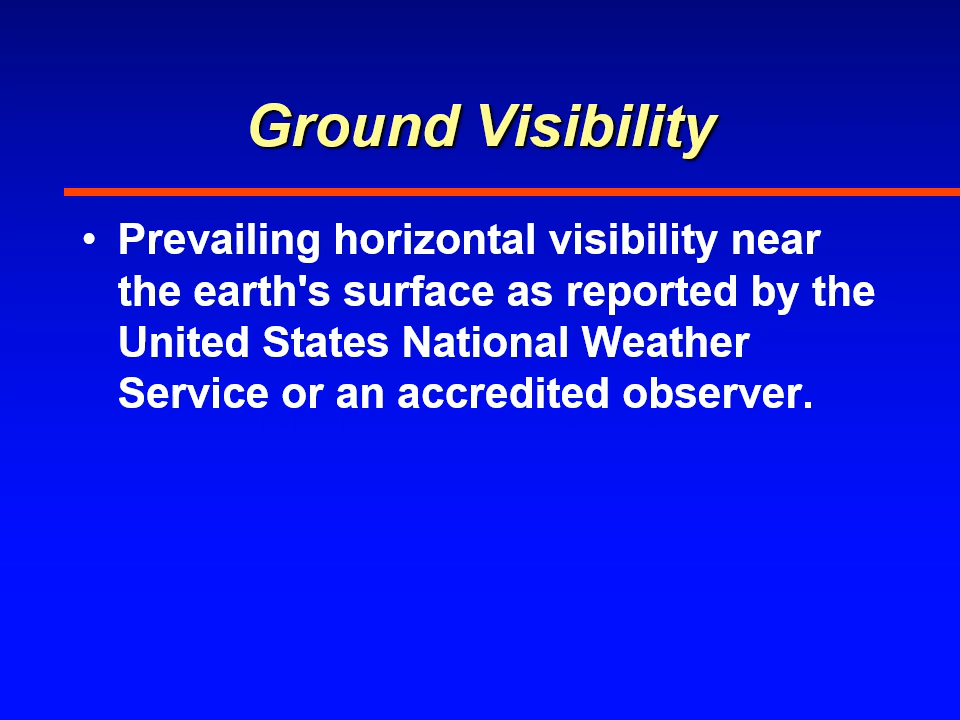 Ground Visibility
• Prevailing horizontal visibility near
the earth's surface as reported by the
United States National Weather
Service or an accredited observer.